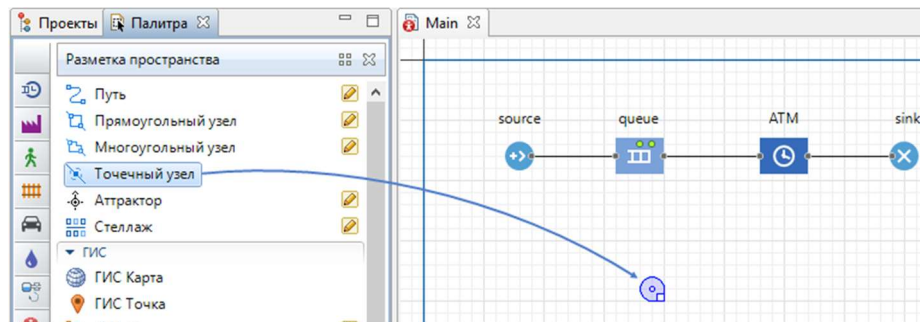 Проекты Палитра
Main
Разметка пространства
Путь
Прямоугольный узел
Многоугольный узел
Точечный узел
Аттрактор
Стеллаж
ГИС
ГИС Карта
ГИС Точка
source queue ATM sink